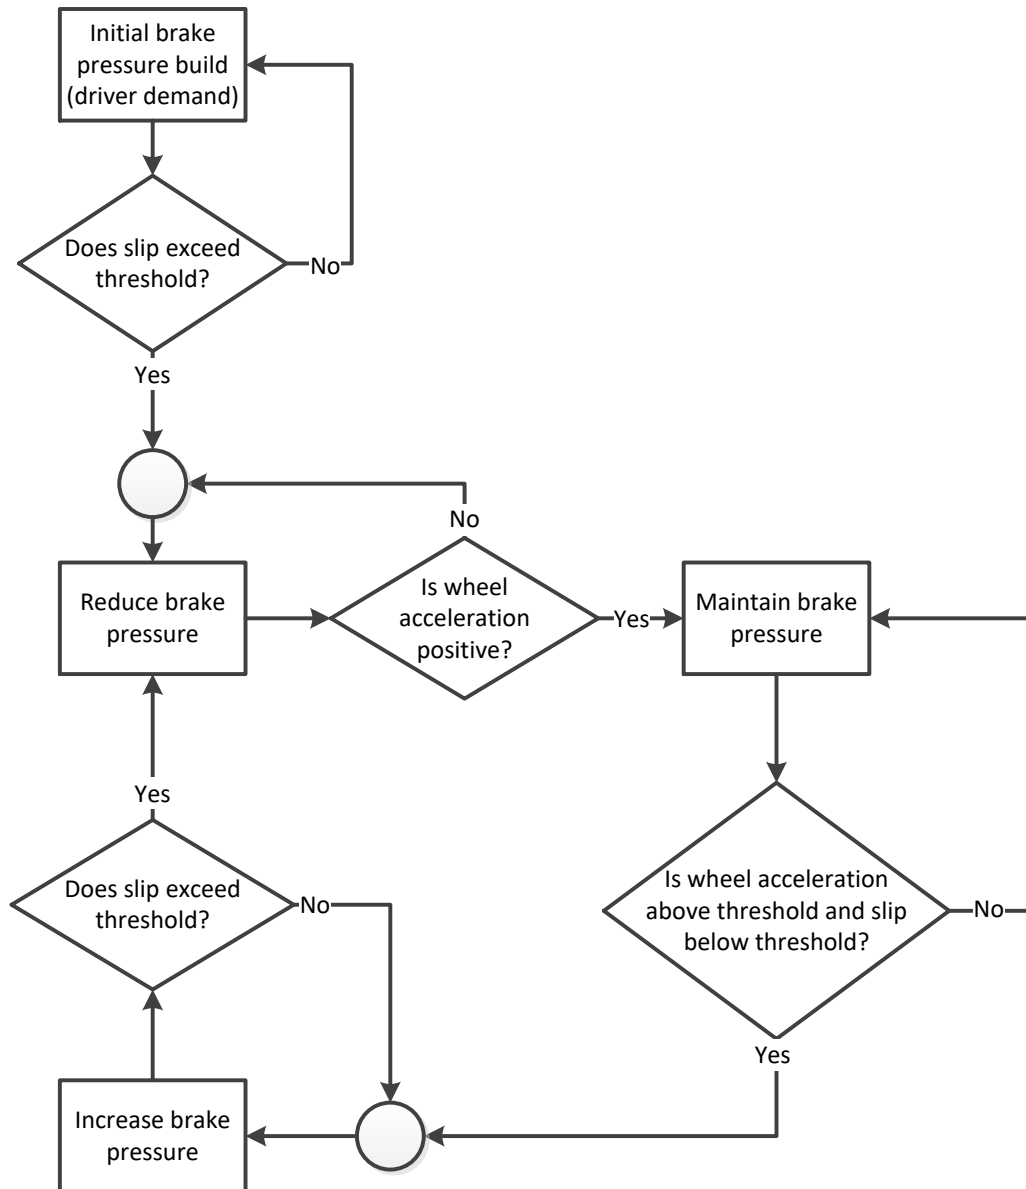 Initial brake
pressure build
(driver demand)
Does slip exceed
threshold?
No
Yes
No
Reduce brake
pressure
Is wheel
acceleration
positive?
Yes
Maintain brake
pressure
Yes
Does slip exceed
threshold?
No
Is wheel acceleration
above threshold and slip
below threshold?
No
Yes
Increase brake
pressure